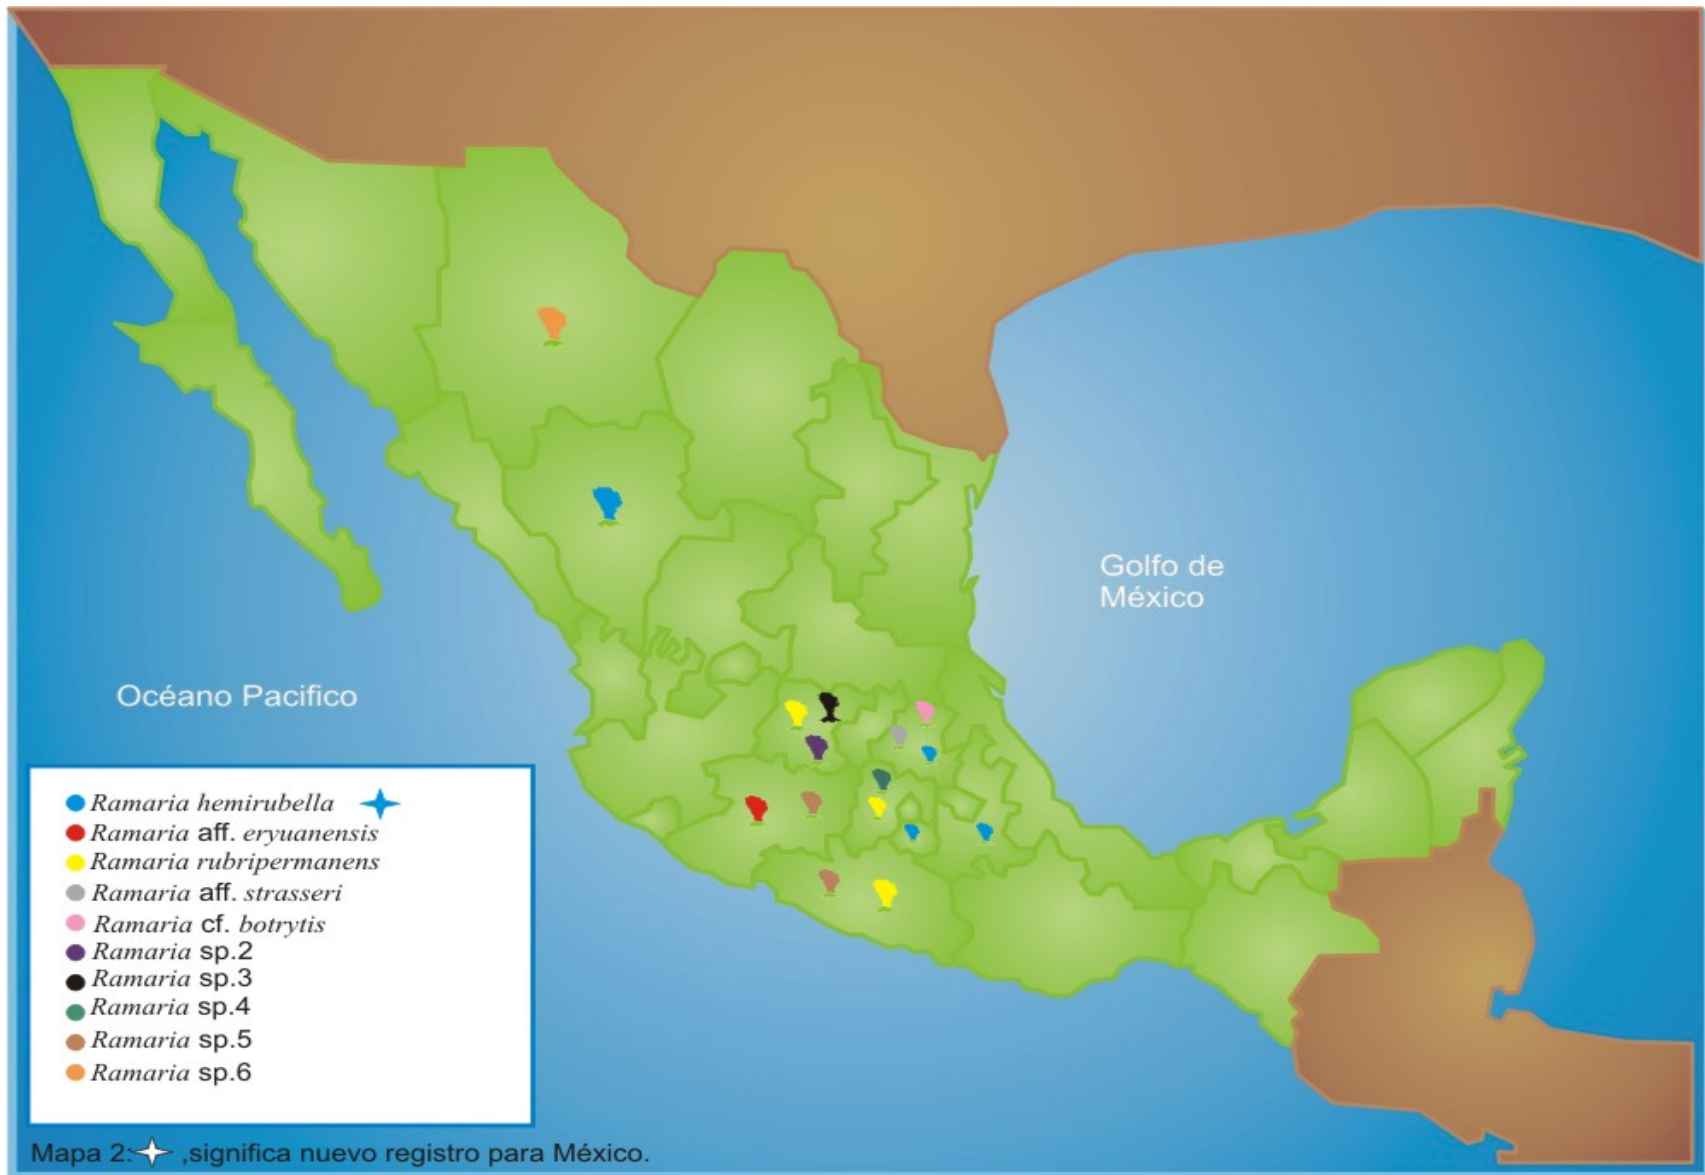 Golfo de
México
Océano Pacifico
Ramaria hemirubella
Ramaria aff. eryuanensis
Ramaria rubripermanens
Ramaria aff. strasseri
Ramaria cf. botrytis
Ramaria sp.2
Ramaria sp.3
Ramaria sp.4
Ramaria sp.5
Ramaria sp.6
Mapa 2: ,significa nuevo registro para México.